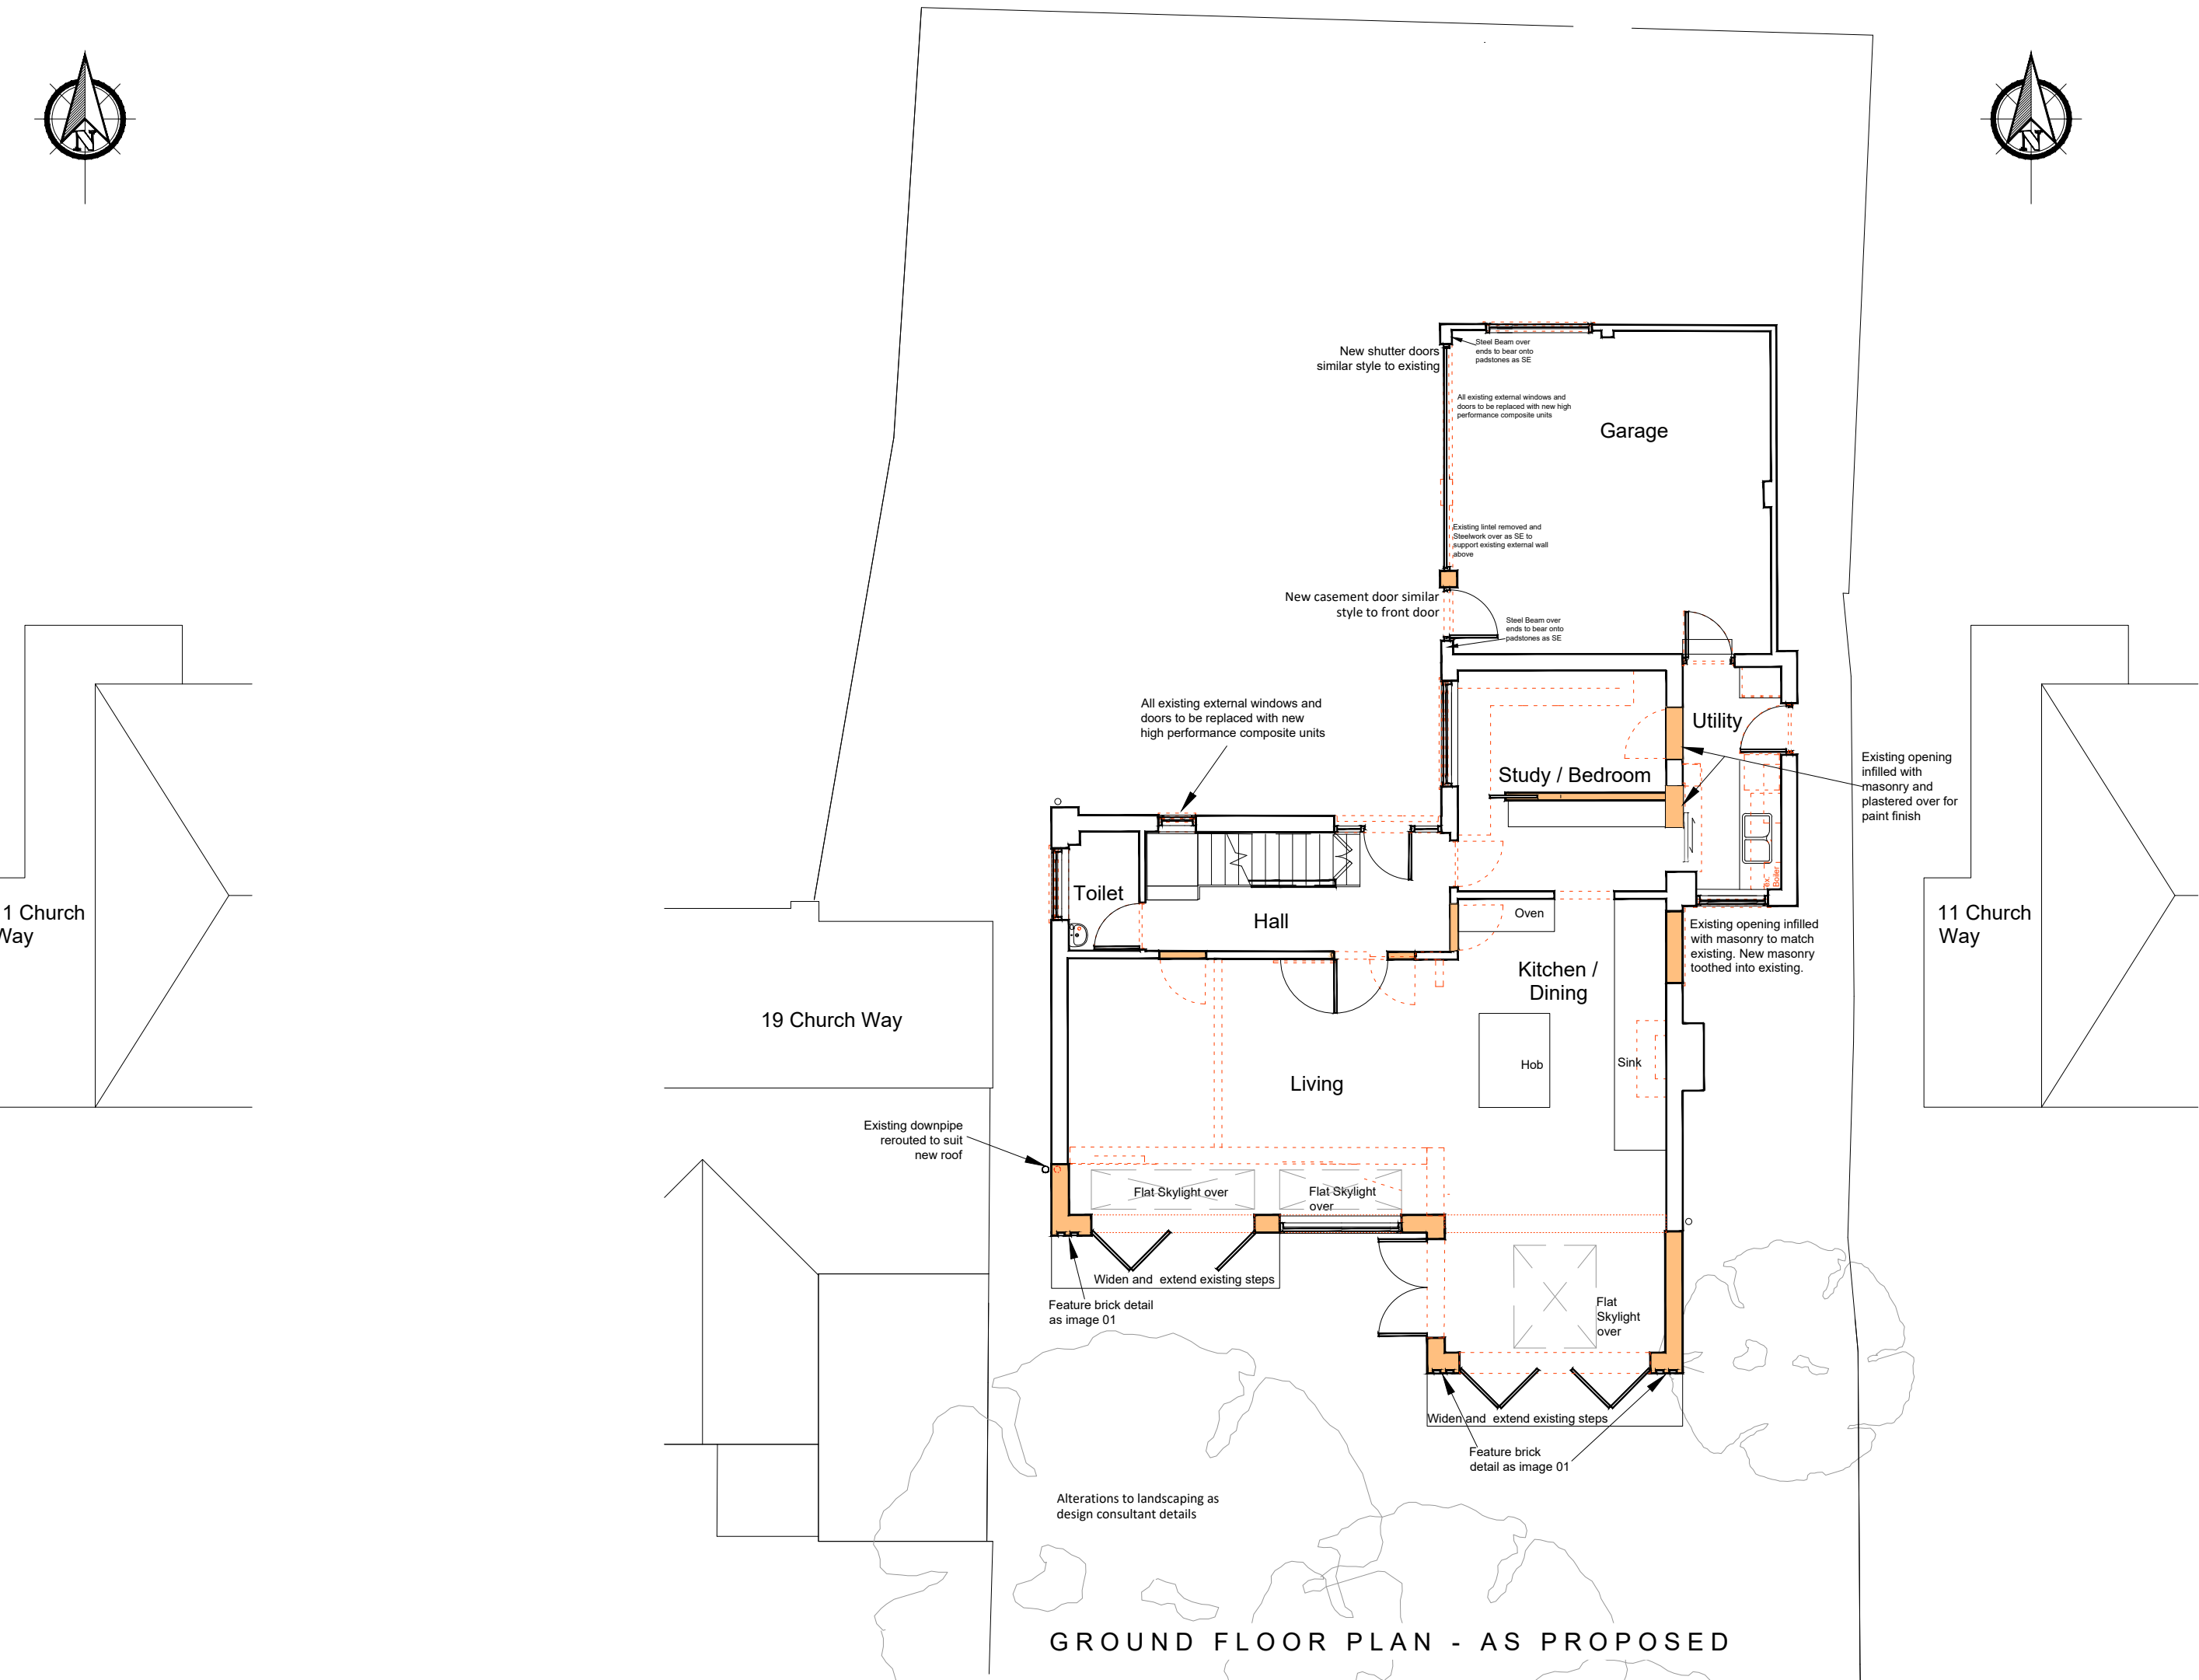 N
N
New shutter doors
similar style to existing
Steel Beam over
ends to bear onto
padstones as SE
All existing external windows and
doors to be replaced with new high
performance composite units
Garage
Existing lintel removed and
Steelwork over as SE to
support existing external wall
above
New casement door similar
style to front door
Steel Beam over
ends to bear onto
padstones as SE
All existing external windows and
doors to be replaced with new
high performance composite units
Utility
Study / Bedroom
Existing opening
infilled with
masonry and
plastered over for
paint finish
ex.
Boiler
Toilet
Hall
Oven
1 Church
Way
11 Church
Way
Existing opening infilled
with masonry to match
existing. New masonry
toothed into existing.
Kitchen /
Dining
19 Church Way
Hob
Sink
Living
Existing downpipe
rerouted to suit
new roof
Flat Skylight over
Flat Skylight
over
Widen and extend existing steps
Feature brick detail
as image 01
Flat
Skylight
over
Widen and extend existing steps
Feature brick
detail as image 01
Alterations to landscaping as
design consultant details
GROUND FLOOR PLAN - AS PROPOSED